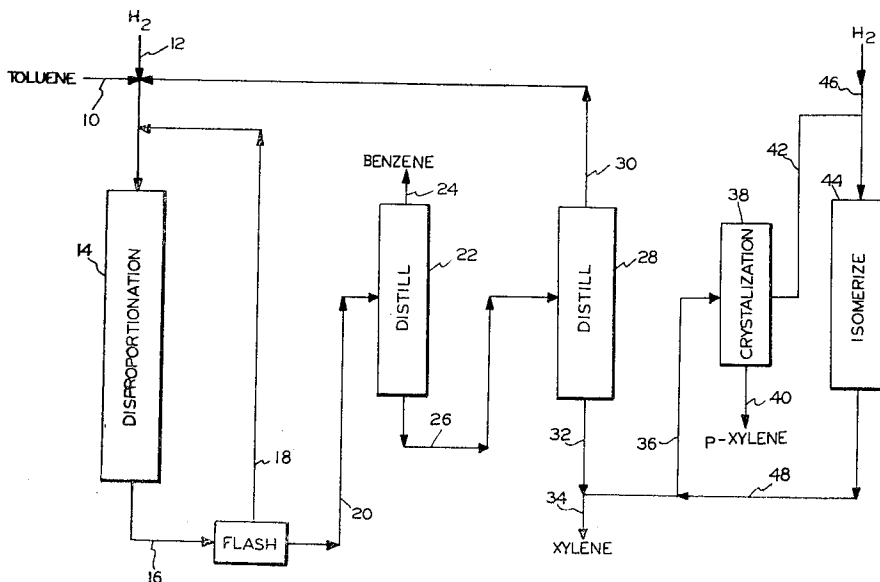 H2
12
TOLUENE
10
H2
46
42
BENZENE
24
30
44
38
14
DISPROPORTIONATION
22
DISTILL
28
DISTILL
CRYSTALIZATION
ISOMERIZE
18
26
32
36
40
P-XYLENE
20
48
34
16
FLASH
XYLENE